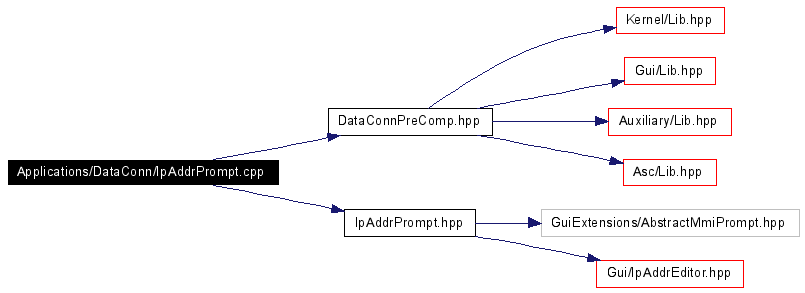 Kernel/Lib.hpp
Gui/Lib.hpp
DataConnPreComp.hpp
Auxiliary/Lib.hpp
Applications/DataConn/IpAddrPrompt.cpp
Asc/Lib.hpp
IpAddrPrompt.hpp
GuiExtensions/AbstractMmiPrompt.hpp
Gui/IpAddrEditor.hpp